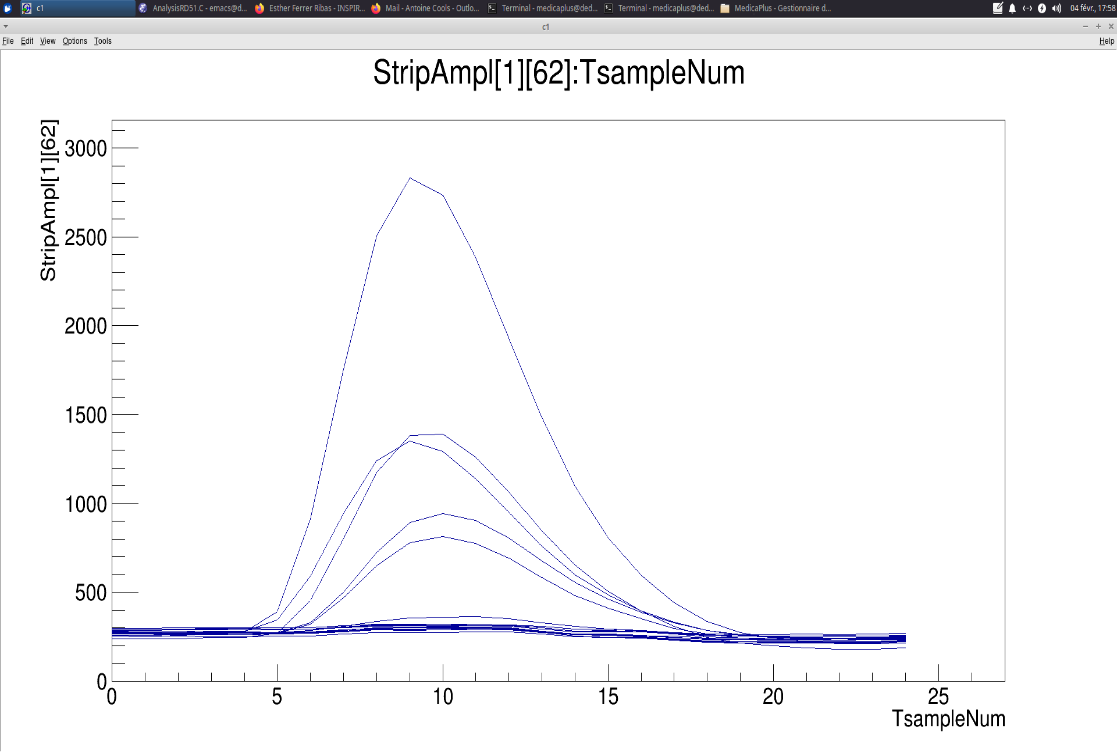 c1 AnalysisRD51.C - emacs@d... Esther Ferrer Ribas - INSPIR... Mail - Antoine Cools - Outlo... Terminal - medicaplus@ded... Terminal - medicaplus@ded... MedicaPlus - Gestionnaire d... 04 févr., 17:58
c1
File Edit View Options Tools Help
StripAmpl[1][62]:TsampleNum
StripAmpl[1][62]
3000
2500
2000
1500
1000
500
0
0 5 10 15 20 25
TsampleNum